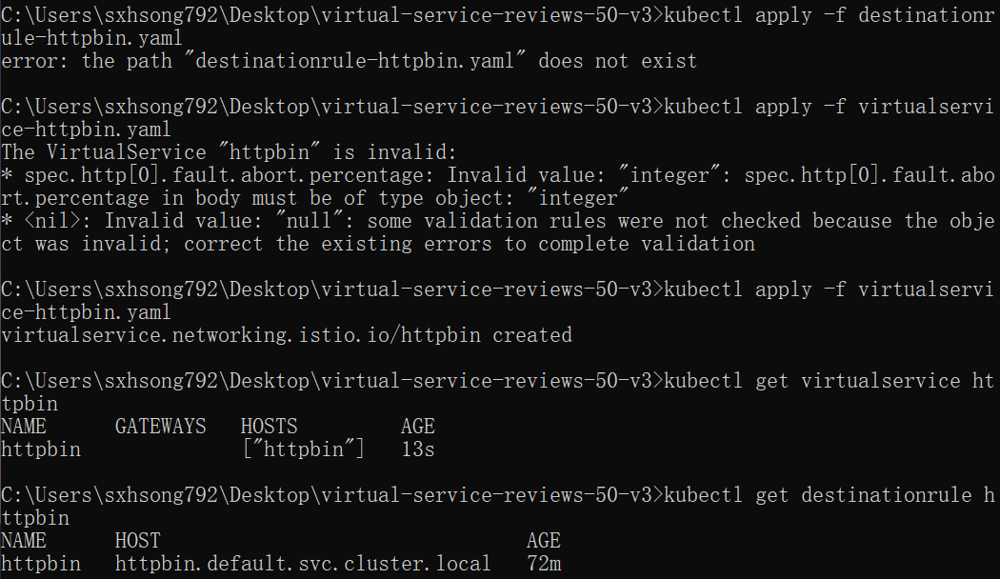 C:\Users\sxhsong792\Desktop\virtual-service-reviews-50-v3>kubectl apply -f destinationr
ule-httpbin.yaml
error: the path "destinationrule-httpbin.yaml" does not exist
C:\Users\sxhsong792\Desktop\virtual-service-reviews-50-v3>kubectl apply -f virtualservi
ce-httpbin.yaml
The VirtualService "httpbin" is invalid:
* spec.http[0].fault.abort.percentage: Invalid value: "integer": spec.http[0].fault.abo
rt.percentage in body must be of type object: "integer"
* <nil>: Invalid value: "null": some validation rules were not checked because the obje
ct was invalid; correct the existing errors to complete validation
C:\Users\sxhsong792\Desktop\virtual-service-reviews-50-v3>kubectl apply -f virtualservi
ce-httpbin.yaml
virtualservice.networking.istio.io/httpbin created
C:\Users\sxhsong792\Desktop\virtual-service-reviews-50-v3>kubectl get virtualservice ht
tpbin
NAME      GATEWAYS   HOSTS         AGE
httpbin              ["httpbin"]   13s
C:\Users\sxhsong792\Desktop\virtual-service-reviews-50-v3>kubectl get destinationrule h
ttpbin
NAME      HOST                                AGE
httpbin   httpbin.default.svc.cluster.local   72m